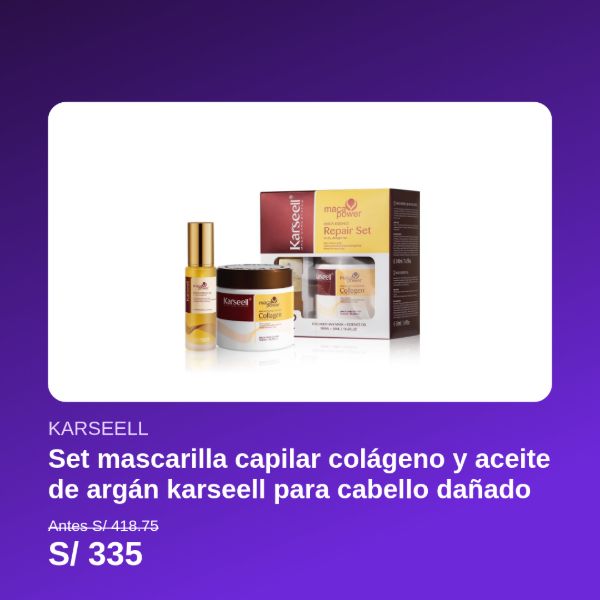 Karseell
maca power
Repair Set
Karseell
maca power
Collagen
Collagen
KARSEELL
Set mascarilla capilar colágeno y aceite
de argán karseell para cabello dañado
Antes S/ 418.75
S/ 335